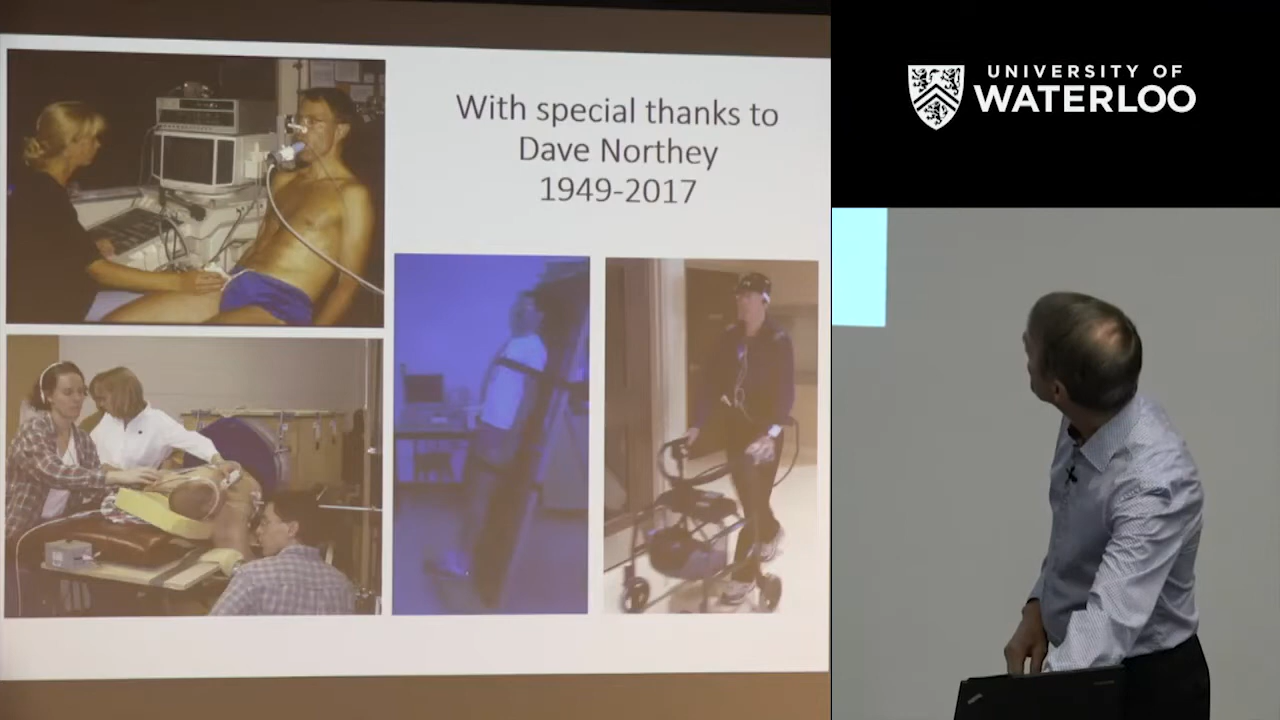 With special thanks to
Dave Northey
1949-2017
UNIVERSITY OF
WATERLOO